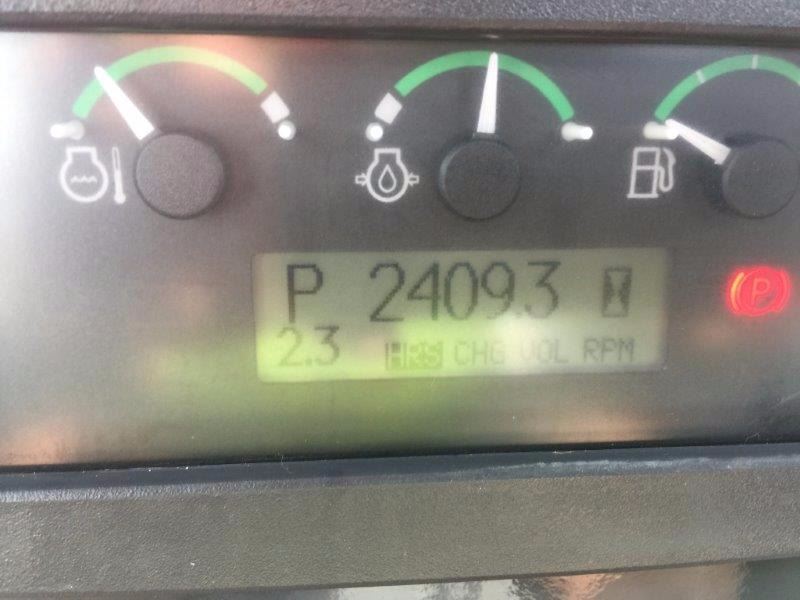 P 2409.3
2.3 HRS CHG VOL RPM
P